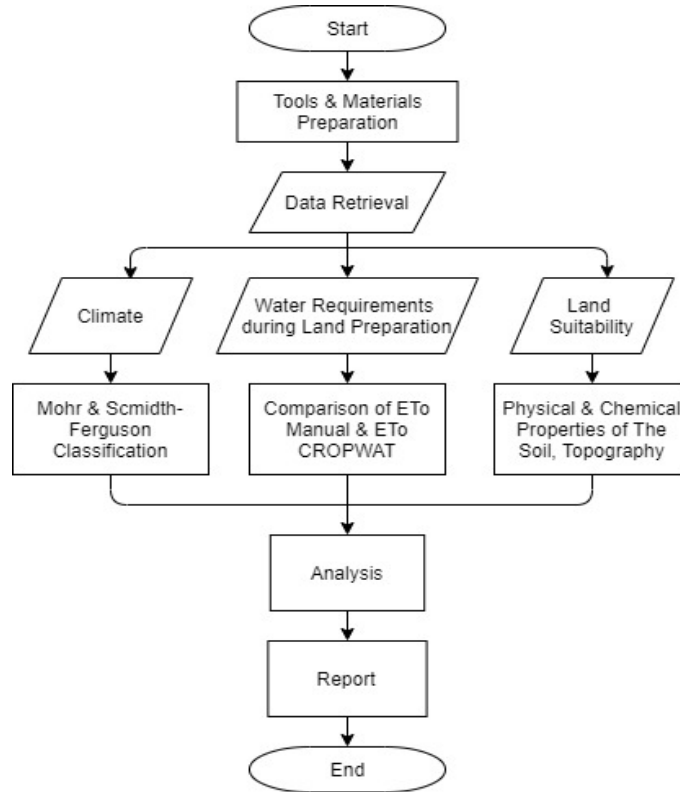 Start
Tools & Materials
Preparation
Data Retrieval
Climate
Water Requirements
during Land Preparation
Land
Suitability
Mohr & Scmidth-
Ferguson
Classification
Comparison of ETo
Manual & ETo
CROPWAT
Physical & Chemical
Properties of The
Soil, Topography
Analysis
Report
End